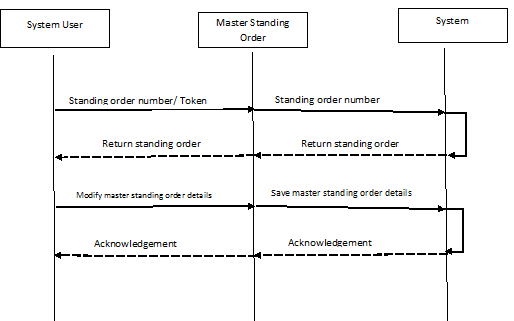 System User
Master Standing
Order
System
Standing order number/ Token
Standing order number
Return standing order
Return standing order
Modify master standing order details
Save master standing order details
Acknowledgement
Acknowledgement